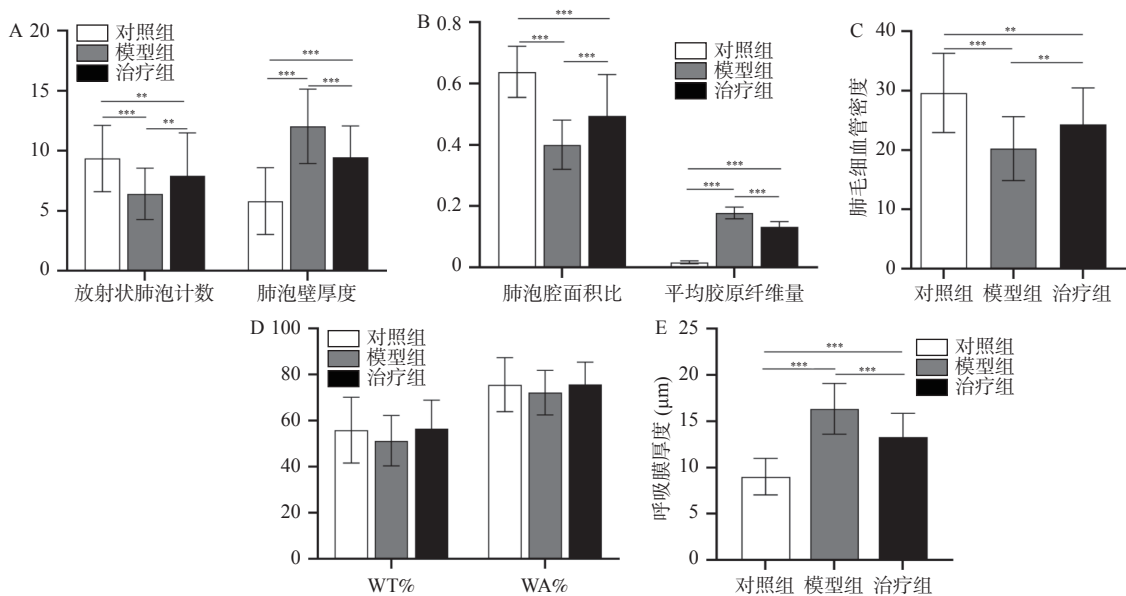 A
20
15
10
5
0
对照组
模型组
治疗组
***
***
***
**
***
**
放射状肺泡计数
肺泡壁厚度
B
0.8
0.6
0.4
0.2
0
***
***
***
***
***
***
对照组
模型组
治疗组
肺泡腔面积比
平均胶原纤维量
C
肺毛细血管密度
40
30
20
10
0
**
***
**
对照组 模型组 治疗组
D
100
80
60
40
20
0
对照组
模型组
治疗组
WT%
WA%
E
呼吸膜厚度 (μm)
25
20
15
10
5
0
***
***
***
对照组
模型组
治疗组
对照组 模型组 治疗组